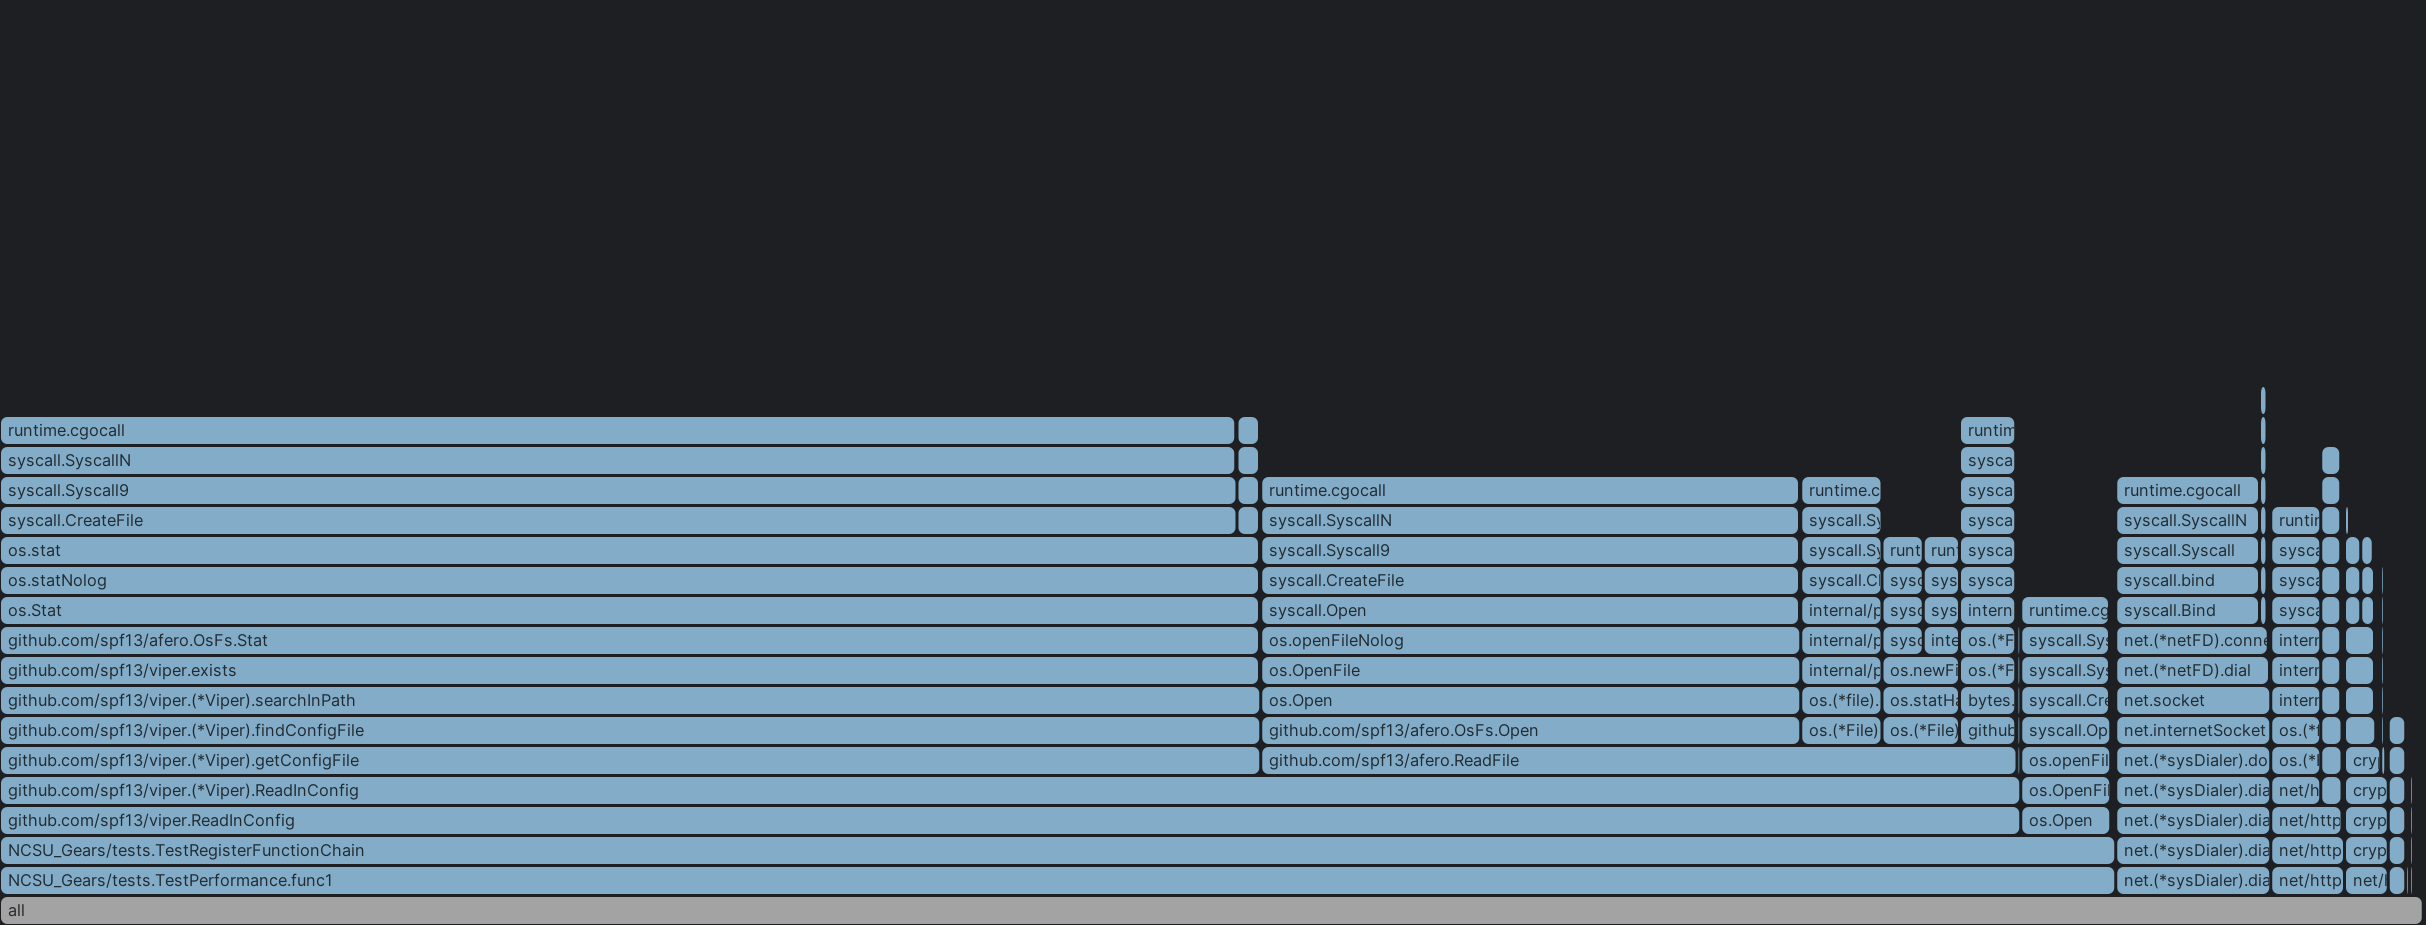 runtime.cgocall runtim
syscall.SyscallN sysca
syscall.Syscall9 runtime.cgocall runtime.c sysca runtime.cgocall
syscall.CreateFile syscall.SyscallN syscall.Sy sysca syscall.SyscallN runtin
os.stat syscall.Syscall9 syscall.Sy runt run sysca syscall.Syscall sysca
os.statNolog syscall.CreateFile syscall.Cl sysc sys sysca syscall.bind sysca
os.Stat syscall.Open internal/p sysc sys intern runtime.cg syscall.Bind sysca
github.com/spf13/afero.OsFs.Stat os.openFileNolog internal/p sysc inte os.(*F syscall.Sys net.(*netFD).conne interr
github.com/spf13/viper.exists os.OpenFile internal/p os.newFi os.(*F syscall.Sys net.(*netFD).dial interr
github.com/spf13/viper.(*Viper).searchInPath os.Open os.(*file). os.statHa bytes. syscall.Cre net.socket interr
github.com/spf13/viper.(*Viper).findConfigFile github.com/spf13/afero.OsFs.Open os.(*File) os.(*File) github syscall.Op net.internetSocket os.(*f
github.com/spf13/viper.(*Viper).getConfigFile github.com/spf13/afero.ReadFile os.openFil net.(*sysDialer).do os.(*l cry
github.com/spf13/viper.(*Viper).ReadInConfig os.OpenFil net.(*sysDialer).dia net/h cryp
github.com/spf13/viper.ReadInConfig os.Open net.(*sysDialer).dia net/http cryp
NCSU_Gears/tests.TestRegisterFunctionChain net.(*sysDialer).dia net/http cryp
NCSU_Gears/tests.TestPerformance.func1 net.(*sysDialer).dia net/http net/
all